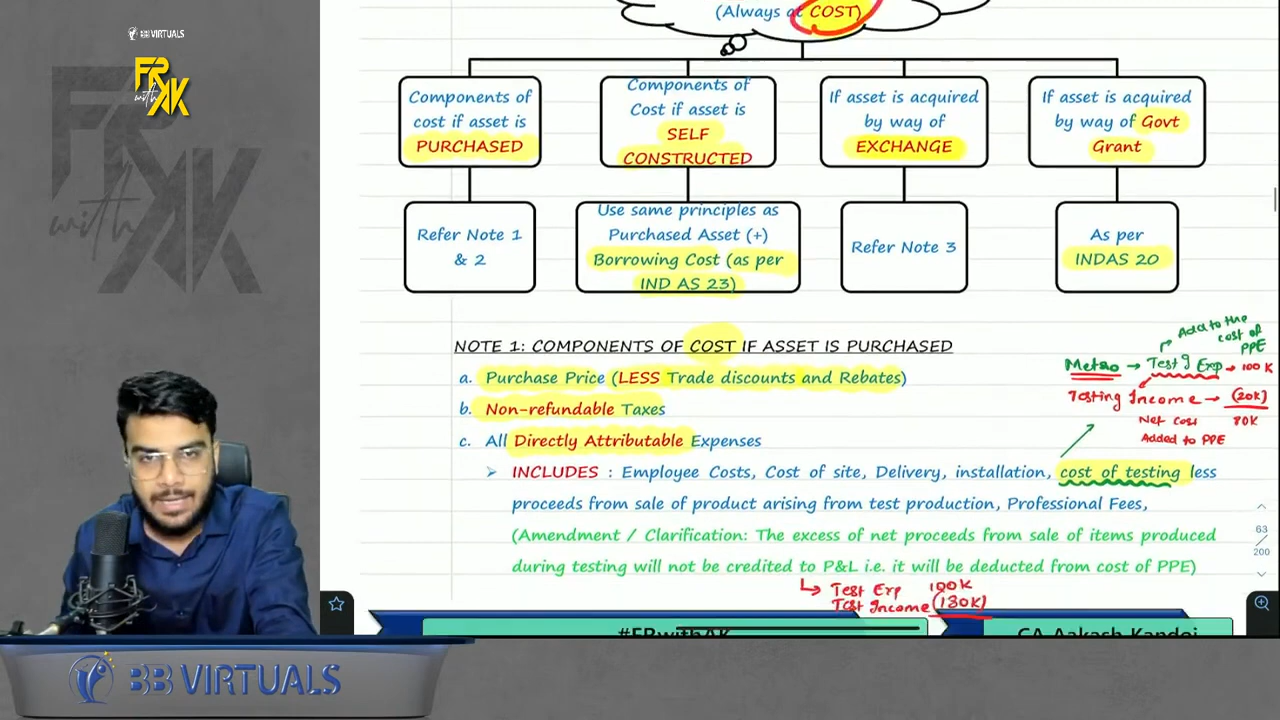 BB VIRTUALS
FR
with
AK
FR
with
AK
(Always at COST)
Components of
cost if asset is
PURCHASED
Components of
Cost if asset is
SELF
CONSTRUCTED
If asset is acquired
by way of
EXCHANGE
If asset is acquired
by way of Govt
Grant
Refer Note 1
& 2
Use same principles as
Purchased Asset (+)
Borrowing Cost (as per
IND AS 23)
Refer Note 3
As per
INDAS 20
NOTE 1: COMPONENTS OF COST IF ASSET IS PURCHASED
a. Purchase Price (LESS Trade discounts and Rebates)
b. Non-refundable Taxes
c. All Directly Attributable Expenses
➢ INCLUDES : Employee Costs, Cost of site, Delivery, installation, cost of testing less
proceeds from sale of product arising from test production, Professional Fees,
(Amendment / Clarification: The excess of net proceeds from sale of items produced
during testing will not be credited to P&L i.e. it will be deducted from cost of PPE)
Add to the
cost of
PPE
Metro → Testg Exp → 100K
Testing Income → (20K)
Net Cost 80K
Added to PPE
Test Exp 100K
Test Income (130K)
63
200
#FRwithAK
CA Aakash Kandoi
BB VIRTUALS